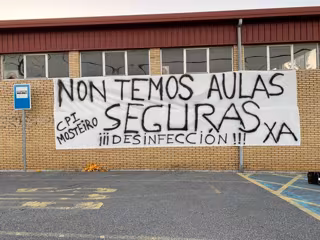 NON TEMOS AULAS
SEGURAS XA
CPI
MOSTEIRO
¡¡¡DESINFECCIÓN!!!